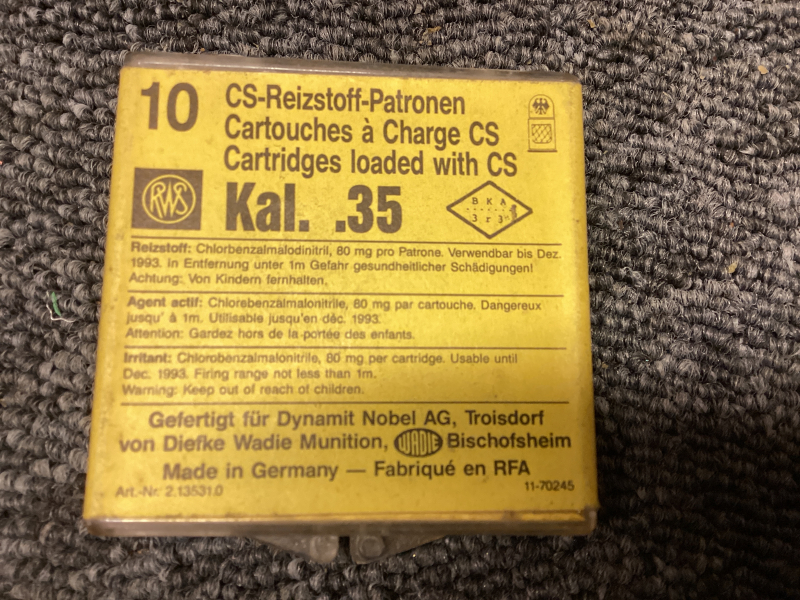 10
CS-Reizstoff-Patronen
Cartouches à Charge CS
Cartridges loaded with CS
RWS
Kal. .35
BKA
3 r 3
Reizstoff: Chlorbenzalmalodinitril, 80 mg pro Patrone. Verwendbar bis Dez.
1993. In Entfernung unter 1m Gefahr gesundheitlicher Schädigungen!
Achtung: Von Kindern fernhalten.
Agent actif: Chlorebenzalmalonitrile, 80 mg par cartouche. Dangereux
jusqu' à 1m. Utilisable jusqu'en déc. 1993.
Attention: Gardez hors de la portée des enfants.
Irritant: Chlorobenzalmalonitrile, 80 mg per cartridge. Usable until
Dec. 1993. Firing range not less than 1m.
Warning: Keep out of reach of children.
Gefertigt für Dynamit Nobel AG, Troisdorf
von Diefke Wadie Munition, WADIE Bischofsheim
Made in Germany — Fabriqué en RFA
Art.-Nr. 2.13531.0 11-70245